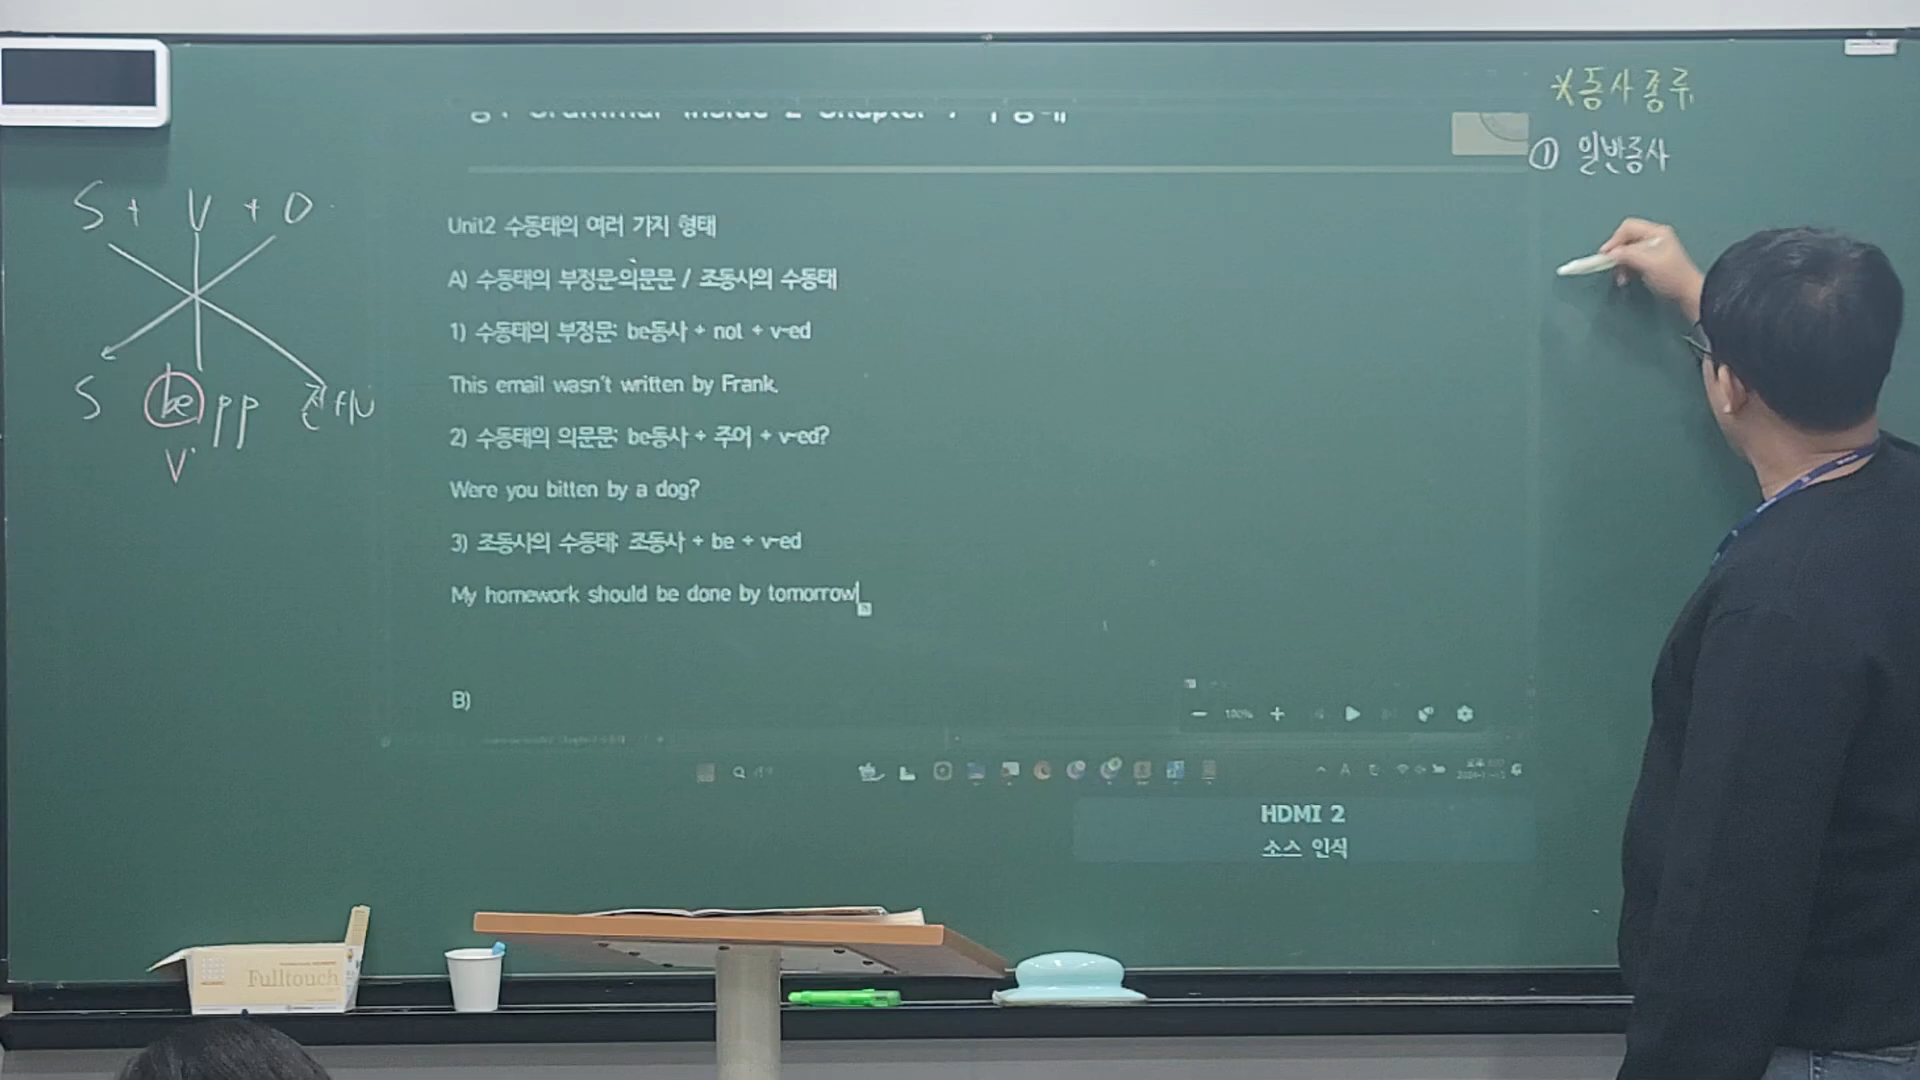 Grammar Inside 2 Chapter
Unit2 수동태의 여러 가지 형태
A) 수동태의 부정문·의문문 / 조동사의 수동태
1) 수동태의 부정문: be동사 + not + v-ed
This email wasn't written by Frank.
2) 수동태의 의문문: be동사 + 주어 + v-ed?
Were you bitten by a dog?
3) 조동사의 수동태: 조동사 + be + v-ed
My homework should be done by tomorrow
B)
S + V + O
S be pp 전
V
※동사종류
① 일반동사
100%
HDMI 2
소스 인식
Fulltouch